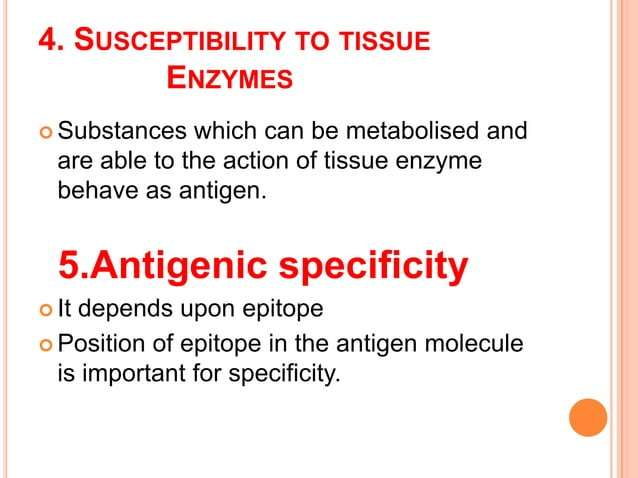 4. SUSCEPTIBILITY TO TISSUE
ENZYMES
Substances which can be metabolised and
are able to the action of tissue enzyme
behave as antigen.
5.Antigenic specificity
It depends upon epitope
Position of epitope in the antigen molecule
is important for specificity.